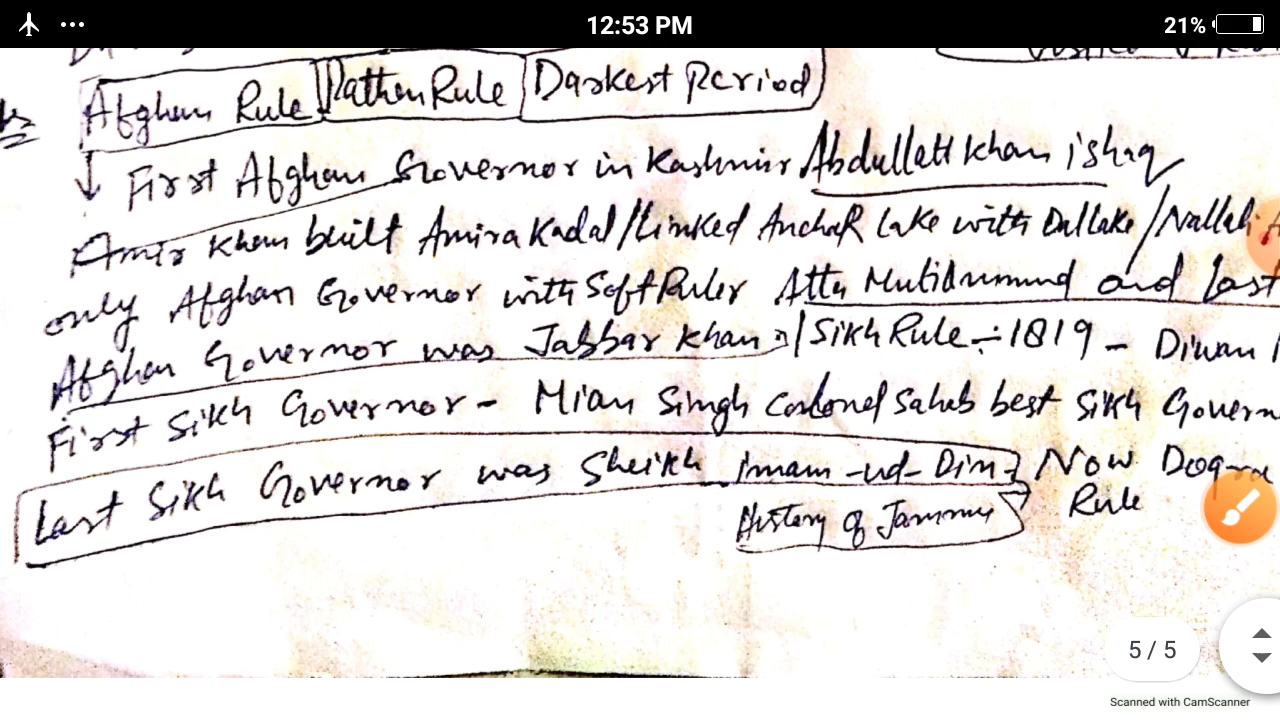 12:53 PM
21%
Afghan Rule Pathan Rule Darkest Period
First Afghan Governor in Kashmir Abdullah Khan ishaq
Amir Khan built Amira Kadal/Linked Anchar Lake with Dal Lake/Nallah
only Afghan Governor with Soft Ruler Atta and Last
Afghan Governor was Jabbar Khan /Sikh Rule ÷ 1819 - Diwan
First Sikh Governor - Mian Singh Colonel Saheb best Sikh Govern
Last Sikh Governor was Sheikh Imam-ud-Din Now Dogra
History of Jammu Rule
5 / 5
Scanned with CamScanner